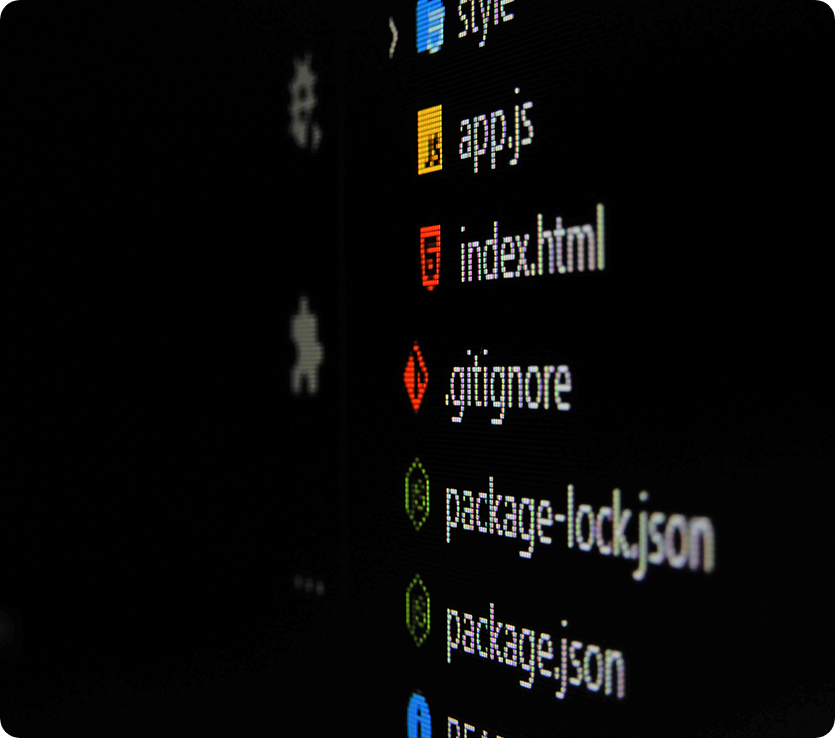 style
app.js
index.html
.gitignore
package-lock.json
package.json